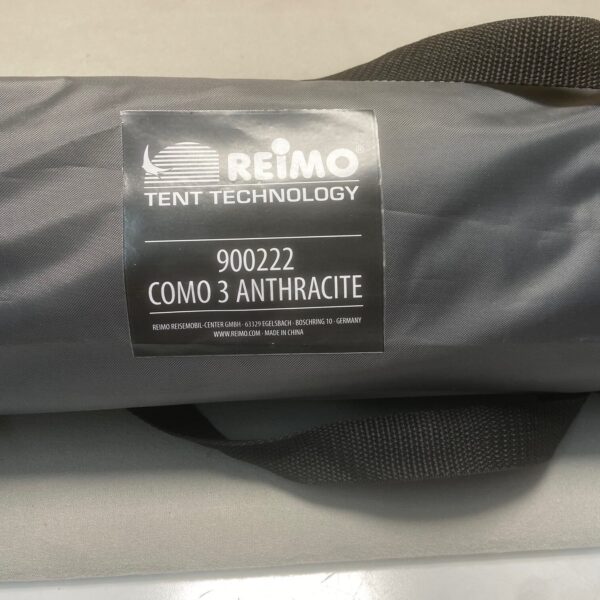 REIMO®
TENT TECHNOLOGY
900222
COMO 3 ANTHRACITE
REIMO REISEMOBIL-CENTER GMBH · 63329 EGELSBACH · BOSCHRING 10 · GERMANY
WWW.REIMO.COM · MADE IN CHINA